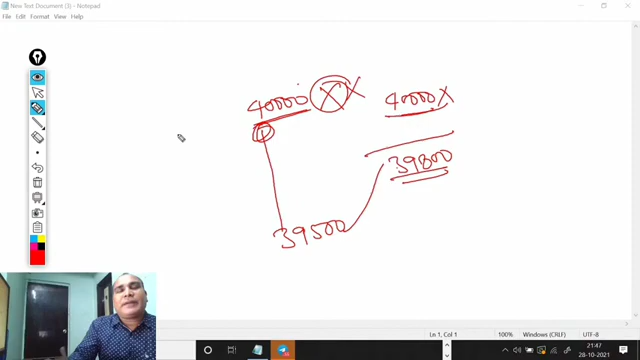 New Text Document (3) - Notepad
File Edit Format View Help
40000 X X
40000 X
1
39800
39500
Ln 1, Col 1 100% Windows (CRLF) UTF-8
21:47
28-10-2021